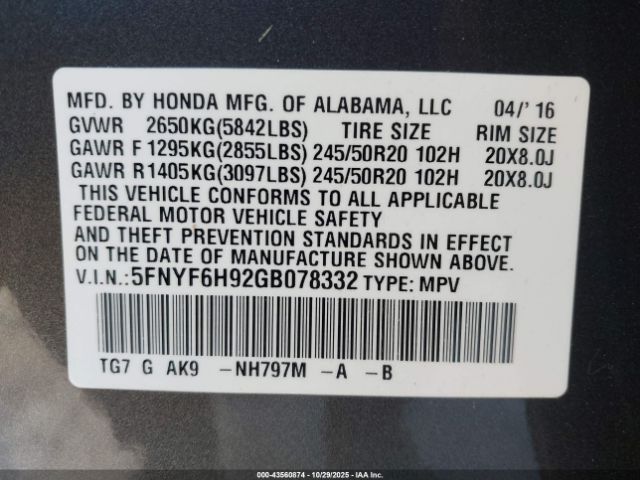 MFD. BY HONDA MFG. OF ALABAMA, LLC 04/' 16
GVWR 2650KG(5842LBS) TIRE SIZE RIM SIZE
GAWR F 1295KG(2855LBS) 245/50R20 102H 20X8.0J
GAWR R 1405KG(3097LBS) 245/50R20 102H 20X8.0J
THIS VEHICLE CONFORMS TO ALL APPLICABLE
FEDERAL MOTOR VEHICLE SAFETY
AND THEFT PREVENTION STANDARDS IN EFFECT
ON THE DATE OF MANUFACTURE SHOWN ABOVE.
V.I.N.: 5FNYF6H92GB078332 TYPE: MPV
TG7 G AK9 -NH797M -A -B
000-43560874 | 10/29/2025 | IAAI.COM